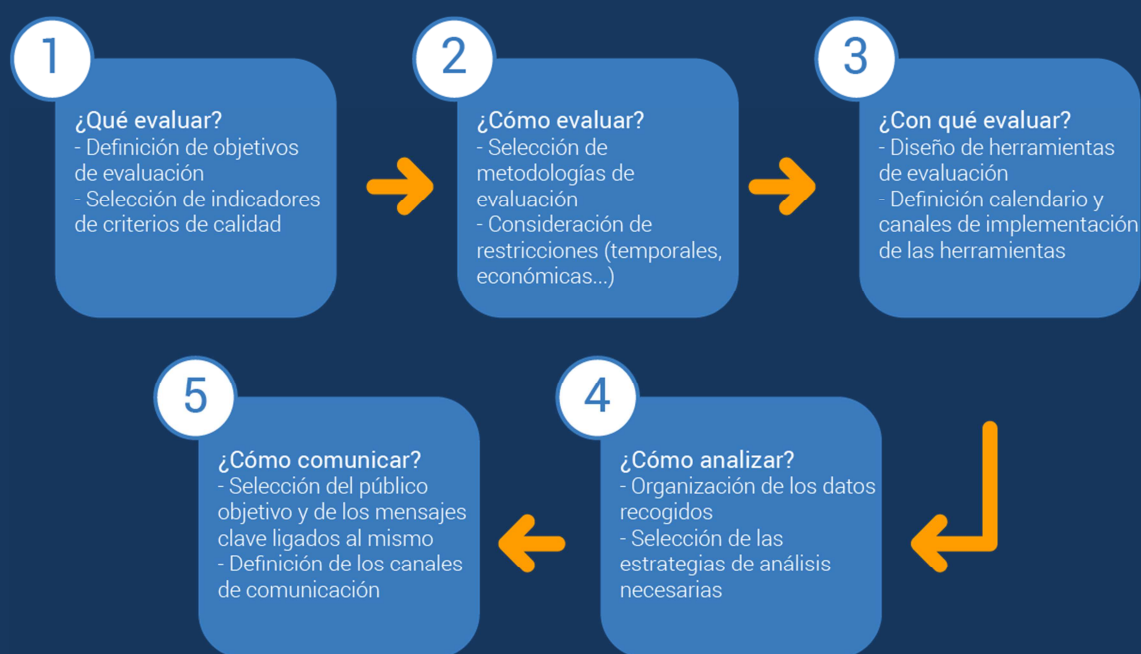 1
¿Qué evaluar?
- Definición de objetivos
de evaluación
- Selección de indicadores
de criterios de calidad
2
¿Cómo evaluar?
- Selección de
metodologías de
evaluación
- Consideración de
restricciones (temporales,
económicas...)
3
¿Con qué evaluar?
- Diseño de herramientas
de evaluación
- Definición calendario y
canales de implementación
de las herramientas
4
¿Cómo analizar?
- Organización de los datos
recogidos
- Selección de las
estrategias de análisis
necesarias
5
¿Cómo comunicar?
- Selección del público
objetivo y de los mensajes
clave ligados al mismo
- Definición de los canales
de comunicación